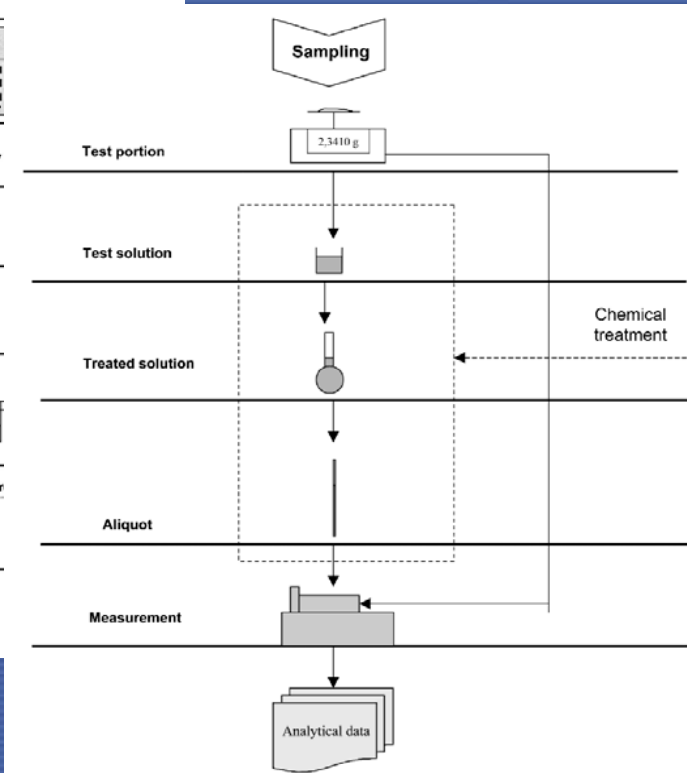 Sampling
2,3410 g
Test portion
Test solution
Chemical
treatment
Treated solution
Aliquot
Measurement
Analytical data